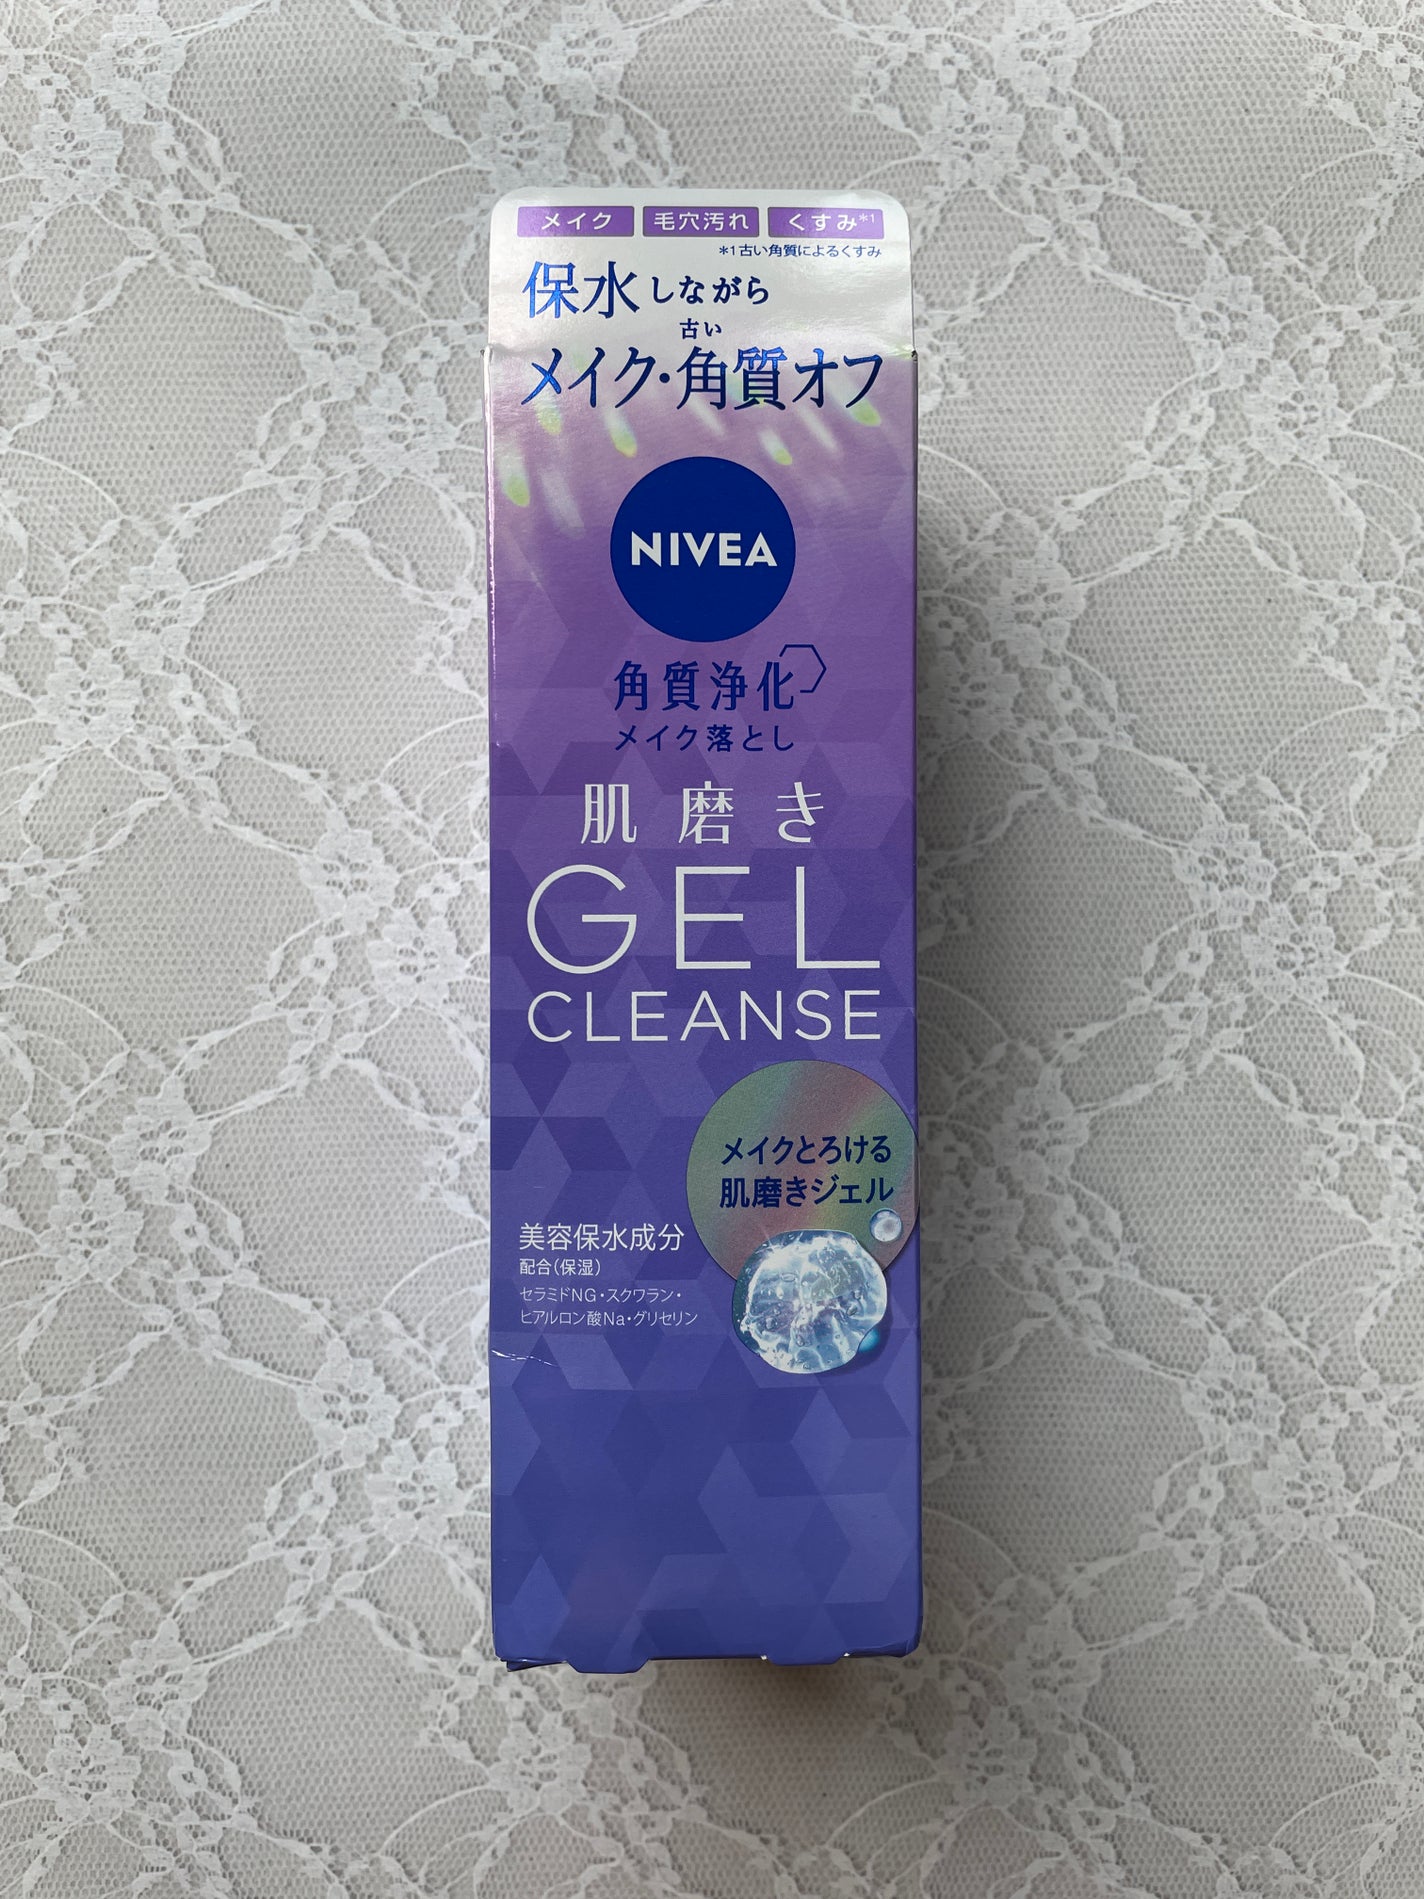 メイク 毛穴汚れ くすみ*1
*1古い角質によるくすみ
保水しながら
古い
メイク・角質オフ
NIVEA
角質浄化
メイク落とし
肌磨き
GEL
CLEANSE
メイクとろける
肌磨きジェル
美容保水成分
配合(保湿)
セラミドNG・スクワラン・
ヒアルロン酸Na・グリセリン